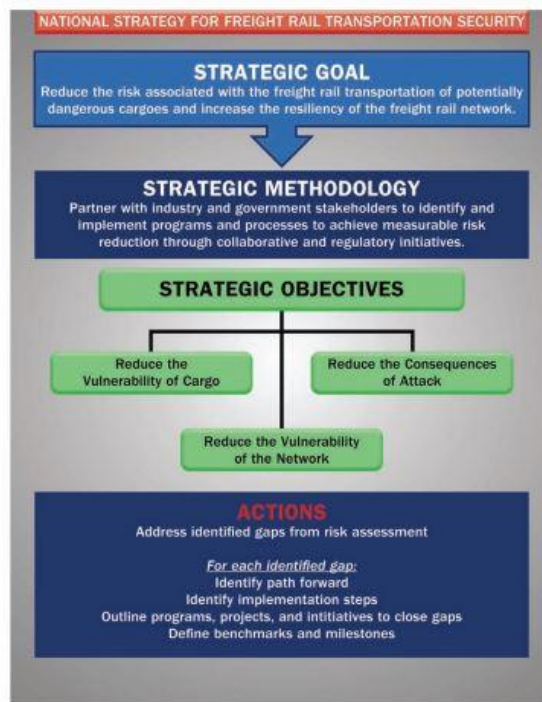 NATIONAL STRATEGY FOR FREIGHT RAIL TRANSPORTATION SECURITY
STRATEGIC GOAL
Reduce the risk associated with the freight rail transportation of potentially
dangerous cargoes and increase the resiliency of the freight rail network.
STRATEGIC METHODOLOGY
Partner with industry and government stakeholders to identify and
implement programs and processes to achieve measurable risk
reduction through collaborative and regulatory initiatives.
STRATEGIC OBJECTIVES
Reduce the
Vulnerability of Cargo
Reduce the Consequences
of Attack
Reduce the Vulnerability
of the Network
ACTIONS
Address identified gaps from risk assessment
For each identified gap:
Identify path forward
Identify implementation steps
Outline programs, projects, and intitiatives to close gaps
Define benchmarks and milestones